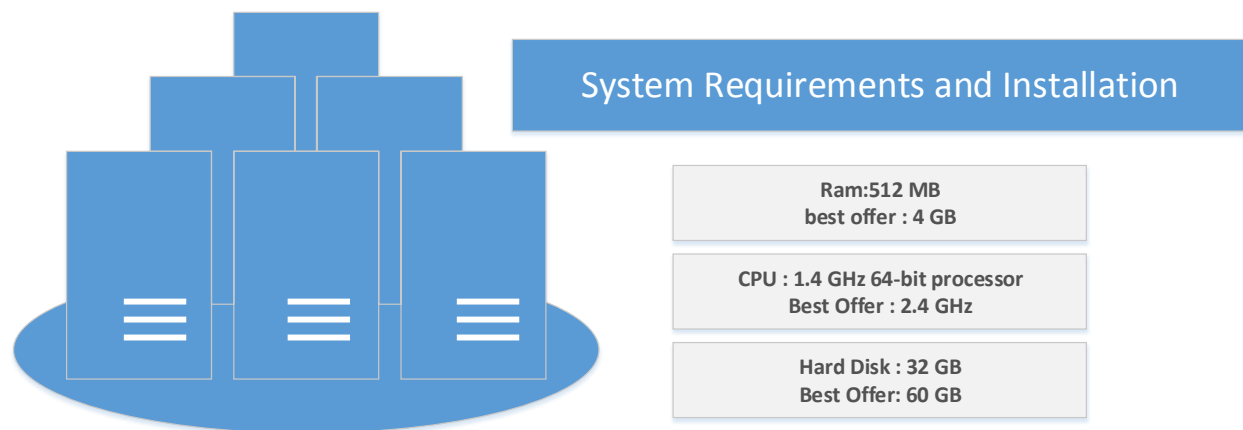 System Requirements and Installation
Ram:512 MB
best offer : 4 GB
CPU : 1.4 GHz 64-bit processor
Best Offer : 2.4 GHz
Hard Disk : 32 GB
Best Offer: 60 GB